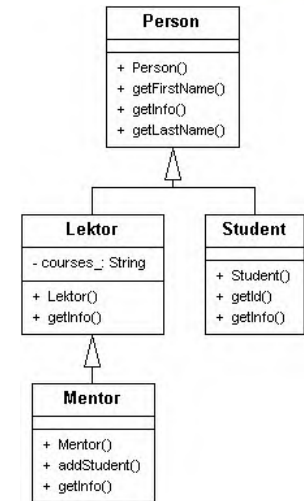 Person
+ Person()
+ getFirstName()
+ getInfo()
+ getLastName()
Lektor
- courses_: String
+ Lektor()
+ getInfo()
Student
+ Student()
+ getId()
+ getInfo()
Mentor
+ Mentor()
+ addStudent()
+ getInfo()